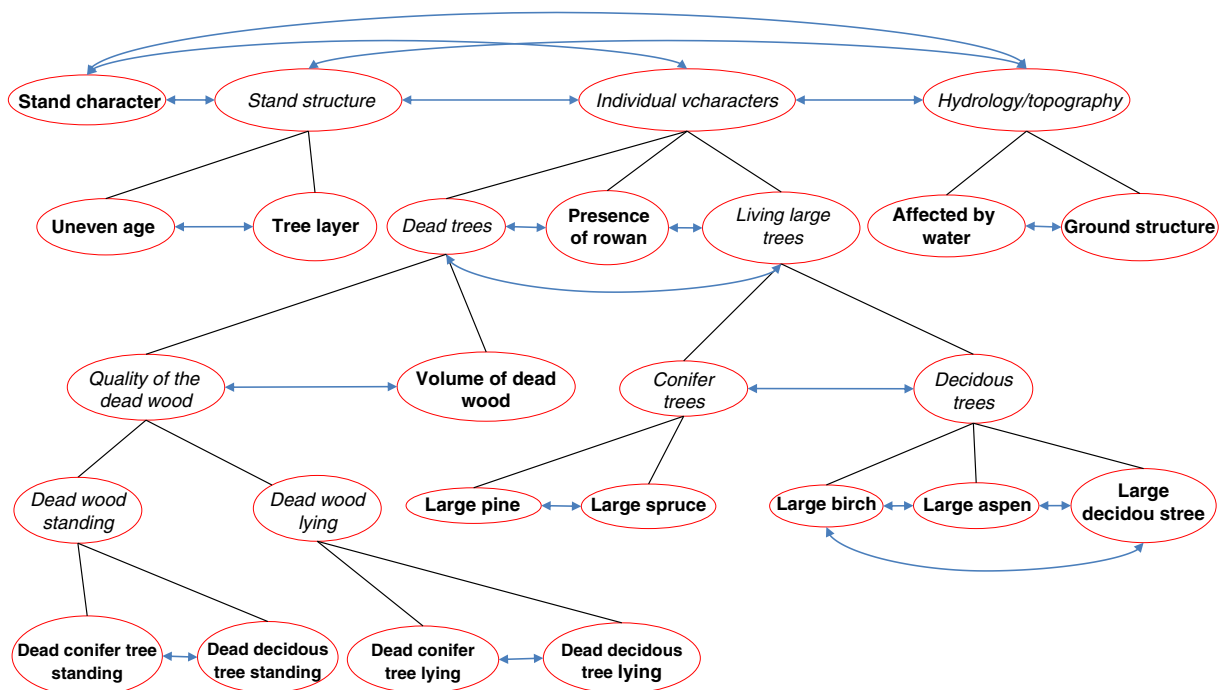 Stand character
Stand structure
Individual vcharacters
Hydrology/topography
Uneven age
Tree layer
Dead trees
Presence
of rowan
Living large
trees
Affected by
water
Ground structure
Quality of the
dead wood
Volume of dead
wood
Conifer
trees
Decidous
trees
Dead wood
standing
Dead wood
lying
Large pine
Large spruce
Large birch
Large aspen
Large
decidou stree
Dead conifer tree
standing
Dead decidous
tree standing
Dead conifer
tree lying
Dead decidous
tree lying